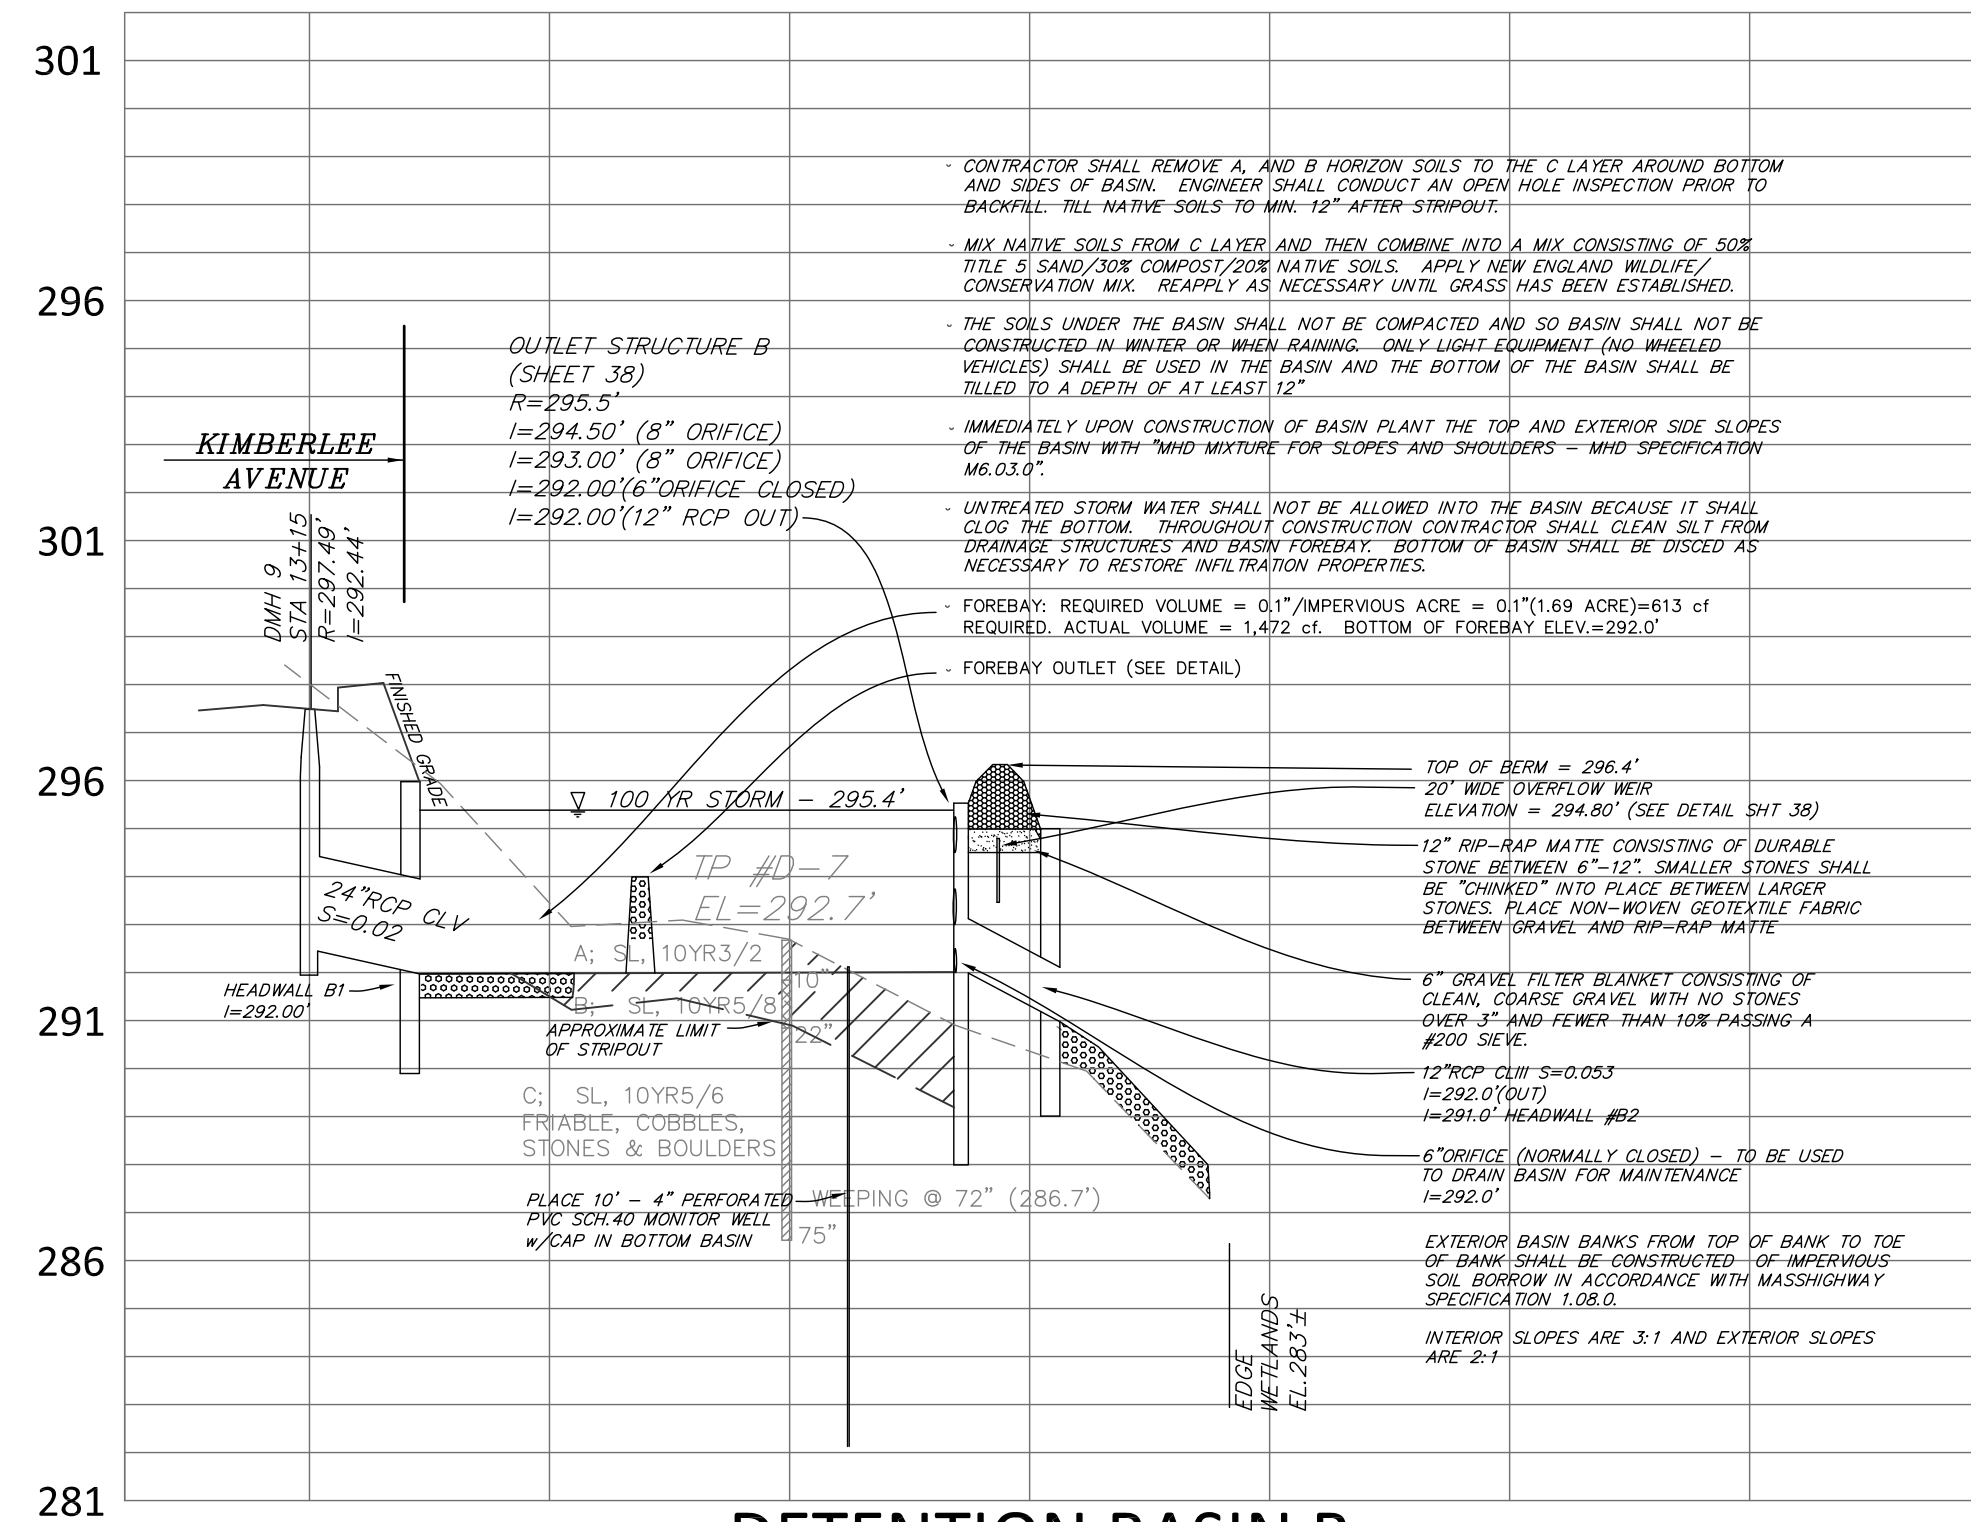 301
296
301
296
291
286
281
CONTRACTOR SHALL REMOVE A, AND B HORIZON SOILS TO THE C LAYER AROUND BOTTOM
AND SIDES OF BASIN. ENGINEER SHALL CONDUCT AN OPEN HOLE INSPECTION PRIOR TO
BACKFILL. TILL NATIVE SOILS TO MIN. 12" AFTER STRIPOUT.
MIX NATIVE SOILS FROM C LAYER AND THEN COMBINE INTO A MIX CONSISTING OF 50%
TITLE 5 SAND/30% COMPOST/20% NATIVE SOILS. APPLY NEW ENGLAND WILDLIFE/
CONSERVATION MIX. REAPPLY AS NECESSARY UNTIL GRASS HAS BEEN ESTABLISHED.
THE SOILS UNDER THE BASIN SHALL NOT BE COMPACTED AND SO BASIN SHALL NOT BE
CONSTRUCTED IN WINTER OR WHEN RAINING. ONLY LIGHT EQUIPMENT (NO WHEELED
VEHICLES) SHALL BE USED IN THE BASIN AND THE BOTTOM OF THE BASIN SHALL BE
TILLED TO A DEPTH OF AT LEAST 12"
IMMEDIATELY UPON CONSTRUCTION OF BASIN PLANT THE TOP AND EXTERIOR SIDE SLOPES
OF THE BASIN WITH "MHD MIXTURE FOR SLOPES AND SHOULDERS – MHD SPECIFICATION
M6.03.0".
UNTREATED STORM WATER SHALL NOT BE ALLOWED INTO THE BASIN BECAUSE IT SHALL
CLOG THE BOTTOM. THROUGHOUT CONSTRUCTION CONTRACTOR SHALL CLEAN SILT FROM
DRAINAGE STRUCTURES AND BASIN FOREBAY. BOTTOM OF BASIN SHALL BE DISCED AS
NECESSARY TO RESTORE INFILTRATION PROPERTIES.
FOREBAY: REQUIRED VOLUME = 0.1"/IMPERVIOUS ACRE = 0.1"(1.69 ACRE)=613 cf
REQUIRED. ACTUAL VOLUME = 1,472 cf. BOTTOM OF FOREBAY ELEV.=292.0'
FOREBAY OUTLET (SEE DETAIL)
OUTLET STRUCTURE B
(SHEET 38)
R=295.5'
I=294.50' (8" ORIFICE)
I=293.00' (8" ORIFICE)
I=292.00'(6"ORIFICE CLOSED)
I=292.00'(12" RCP OUT)
KIMBERLEE
AVENUE
DMH 9
STA 13+15
R=297.49'
I=292.44'
FINISHED GRADE
100 YR STORM – 295.4'
TP #D-7
EL=292.7'
24"RCP CLV
S=0.02
A; SL, 10YR3/2
10"
B; SL, 10YR5/8
22"
HEADWALL B1
I=292.00'
APPROXIMATE LIMIT
OF STRIPOUT
C; SL, 10YR5/6
FRIABLE, COBBLES,
STONES & BOULDERS
WEEPING @ 72" (286.7')
75"
PLACE 10' – 4" PERFORATED
PVC SCH.40 MONITOR WELL
w/CAP IN BOTTOM BASIN
TOP OF BERM = 296.4'
20' WIDE OVERFLOW WEIR
ELEVATION = 294.80' (SEE DETAIL SHT 38)
12" RIP-RAP MATTE CONSISTING OF DURABLE
STONE BETWEEN 6"-12". SMALLER STONES SHALL
BE "CHINKED" INTO PLACE BETWEEN LARGER
STONES. PLACE NON-WOVEN GEOTEXTILE FABRIC
BETWEEN GRAVEL AND RIP-RAP MATTE
6" GRAVEL FILTER BLANKET CONSISTING OF
CLEAN, COARSE GRAVEL WITH NO STONES
OVER 3" AND FEWER THAN 10% PASSING A
#200 SIEVE.
12"RCP CLIII S=0.053
I=292.0'(OUT)
I=291.0' HEADWALL #B2
6"ORIFICE (NORMALLY CLOSED) – TO BE USED
TO DRAIN BASIN FOR MAINTENANCE
I=292.0'
EXTERIOR BASIN BANKS FROM TOP OF BANK TO TOE
OF BANK SHALL BE CONSTRUCTED OF IMPERVIOUS
SOIL BORROW IN ACCORDANCE WITH MASSHIGHWAY
SPECIFICATION 1.08.0.
INTERIOR SLOPES ARE 3:1 AND EXTERIOR SLOPES
ARE 2:1
EDGE
WETLANDS
EL.283'±
DETENTION BASIN B